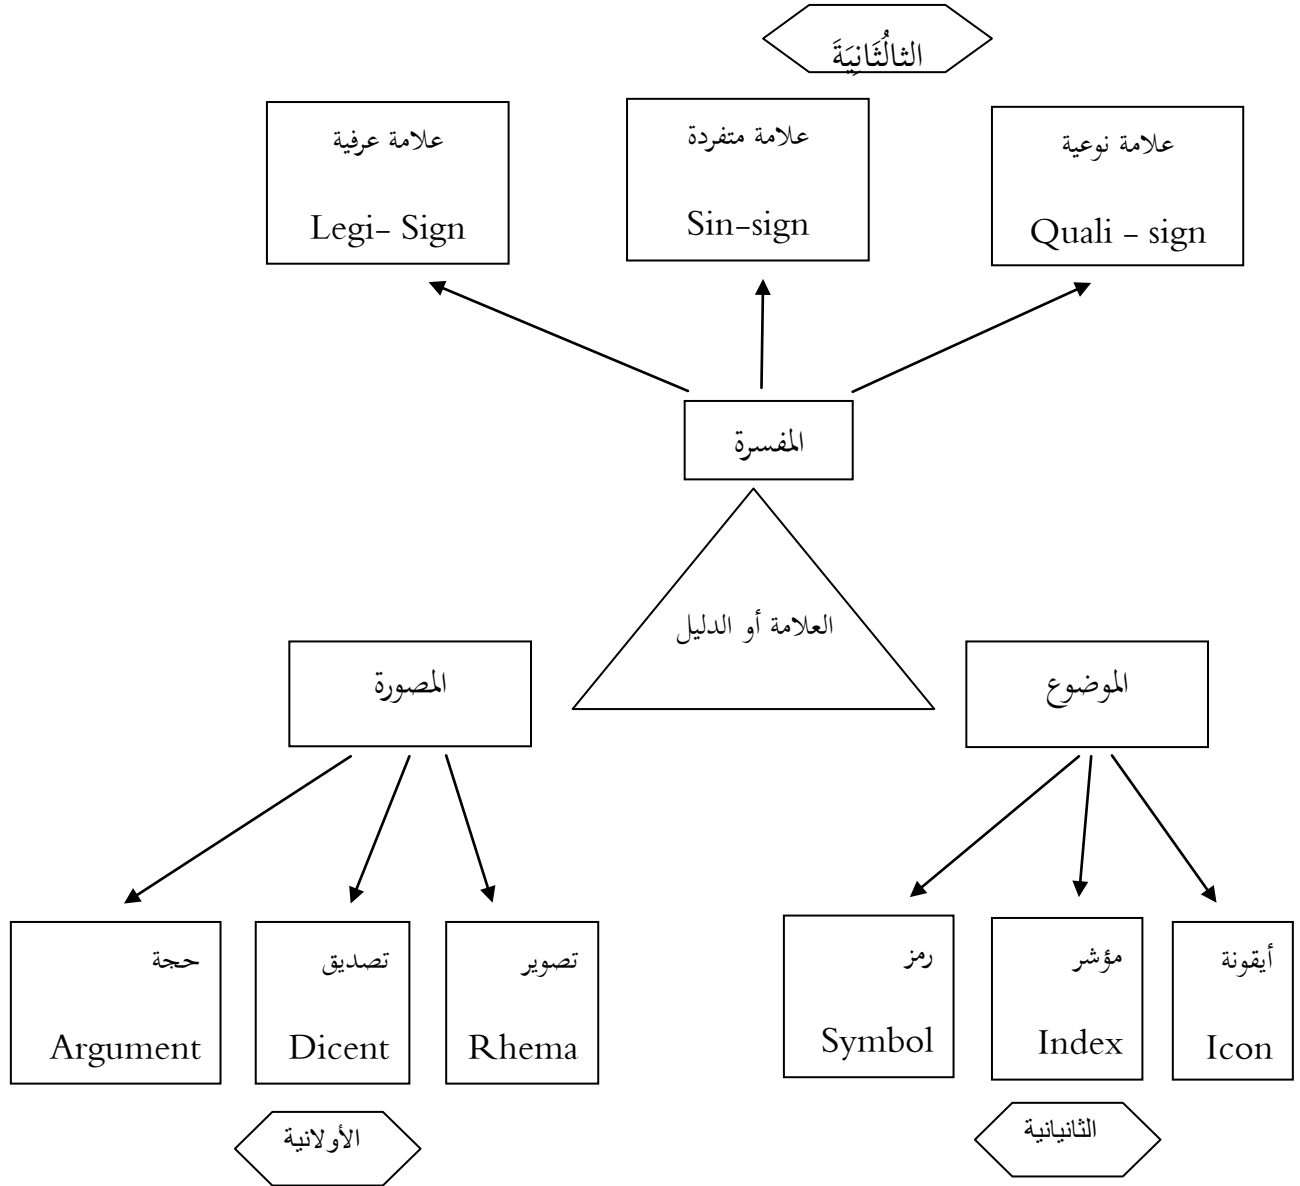 الثالُثَانِيَةَ
علامة نوعية
Quali - sign
علامة متفردة
Sin-sign
علامة عرفية
Legi- Sign
المفسرة
العلامة أو الدليل
الموضوع
المصورة
أيقونة
Icon
مؤشر
Index
رمز
Symbol
تصوير
Rhema
تصديق
Dicent
حجة
Argument
الثانيانية
الأولانية